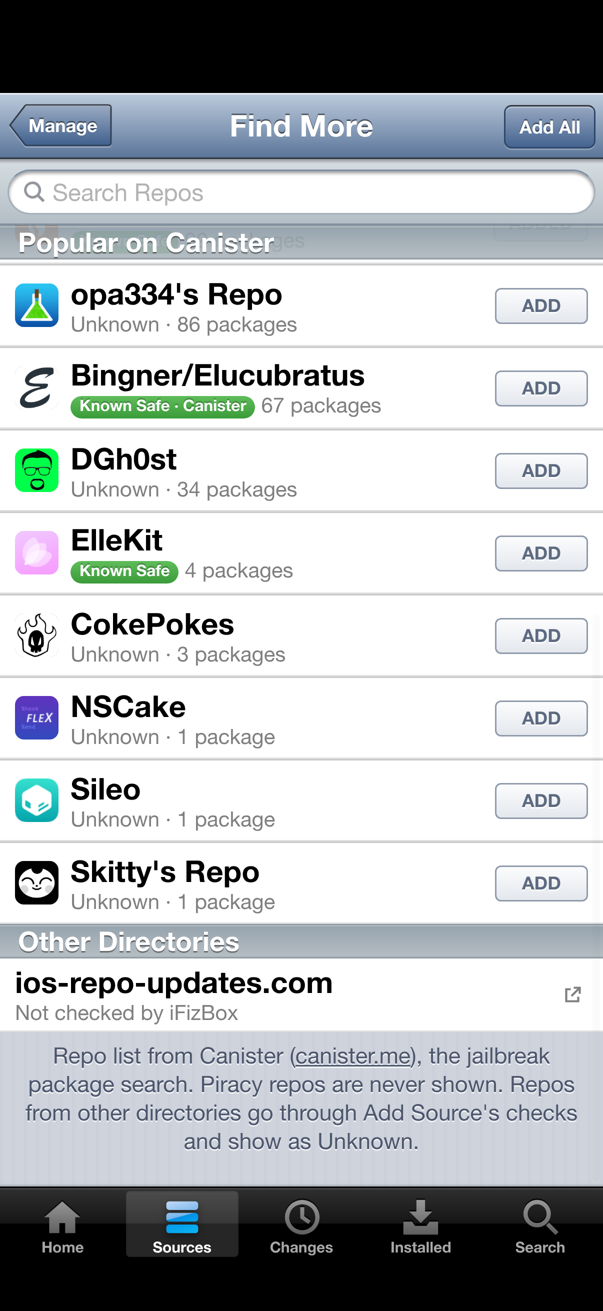 Manage
Find More
Add All
Search Repos
Popular on Canister
opa334's Repo
Unknown · 86 packages
ADD
Bingner/Elucubratus
Known Safe · Canister 67 packages
ADD
DGh0st
Unknown · 34 packages
ADD
ElleKit
Known Safe 4 packages
ADD
CokePokes
Unknown · 3 packages
ADD
FLEX
NSCake
Unknown · 1 package
ADD
Sileo
Unknown · 1 package
ADD
Skitty's Repo
Unknown · 1 package
ADD
Other Directories
ios-repo-updates.com
Not checked by iFizBox
Repo list from Canister (canister.me), the jailbreak
package search. Piracy repos are never shown. Repos
from other directories go through Add Source's checks
and show as Unknown.
Home
Sources
Changes
Installed
Search